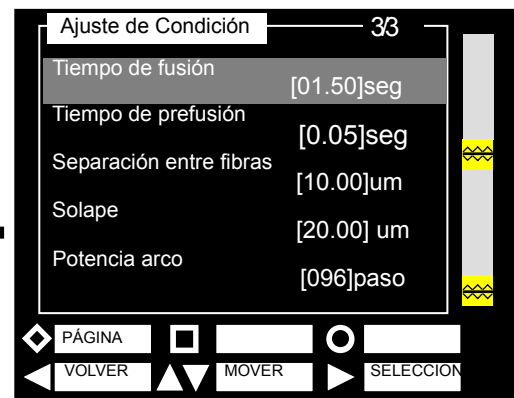 Ajuste de Condición 3/3
Tiempo de fusión
[01.50]seg
Tiempo de prefusión
[0.05]seg
Separación entre fibras
[10.00]um
Solape
[20.00] um
Potencia arco
[096]paso
PÁGINA
VOLVER MOVER SELECCION